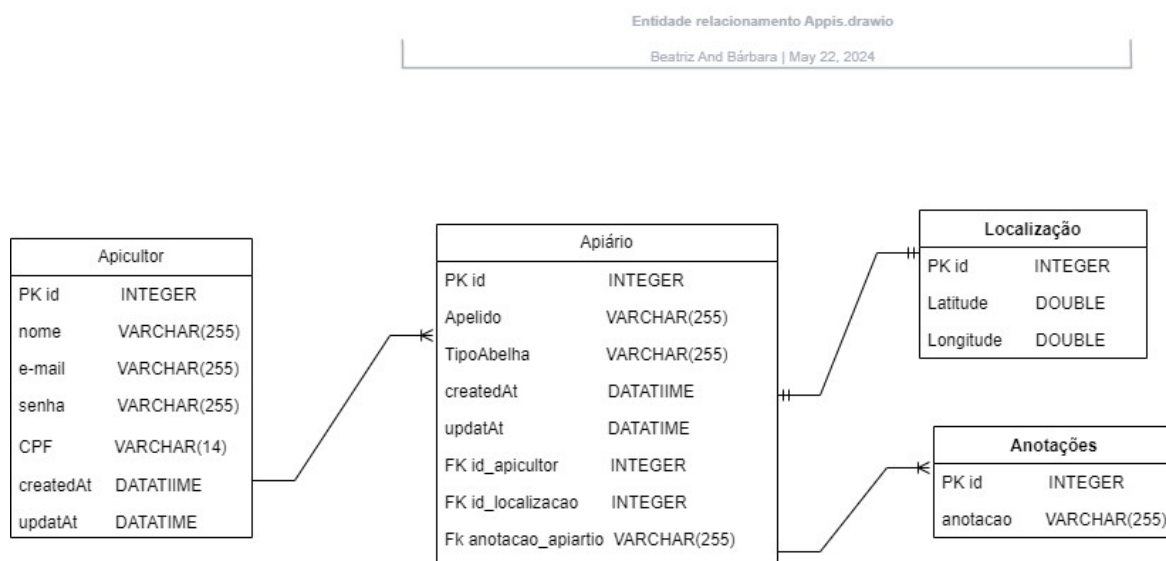 Entidade relacionamento Appis.drawio
Beatriz And Bárbara | May 22, 2024
Apicultor
PK id INTEGER
nome VARCHAR(255)
e-mail VARCHAR(255)
senha VARCHAR(255)
CPF VARCHAR(14)
createdAt DATATIIME
updatAt DATATIME
Apiário
PK id INTEGER
Apelido VARCHAR(255)
TipoAbelha VARCHAR(255)
createdAt DATATIIME
updatAt DATATIME
FK id_apicultor INTEGER
FK id_localizacao INTEGER
Fk anotacao_apiartio VARCHAR(255)
Localização
PK id INTEGER
Latitude DOUBLE
Longitude DOUBLE
Anotações
PK id INTEGER
anotacao VARCHAR(255)